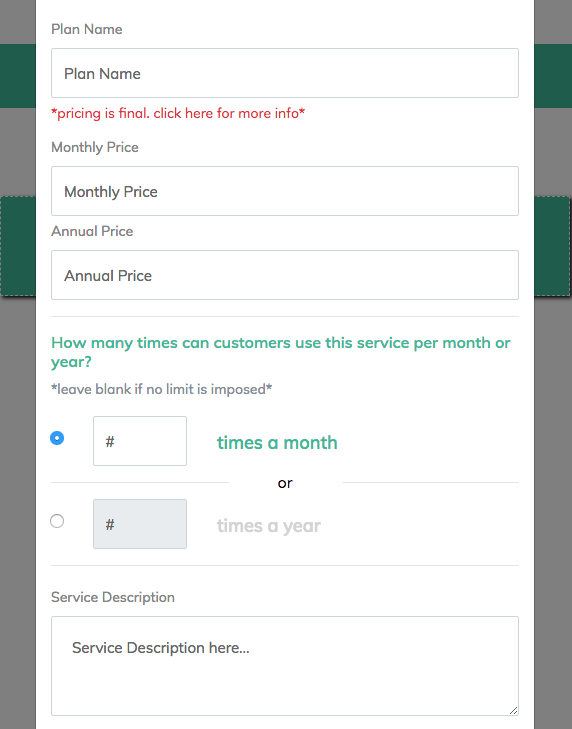 Plan Name
Plan Name
*pricing is final. click here for more info*
Monthly Price
Monthly Price
Annual Price
Annual Price
How many times can customers use this service per month or
year?
*leave blank if no limit is imposed*
# times a month
or
# times a year
Service Description
Service Description here...